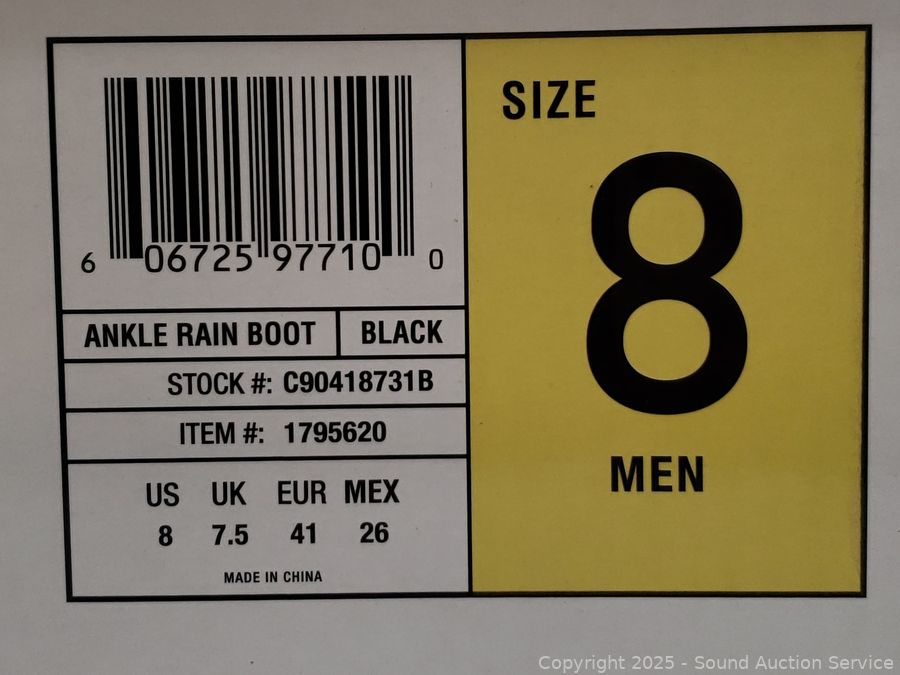 6 06725 97710 0
ANKLE RAIN BOOT BLACK
STOCK #: C90418731B
ITEM #: 1795620
US UK EUR MEX
8 7.5 41 26
MADE IN CHINA
SIZE
8
MEN
Copyright 2025 - Sound Auction Service